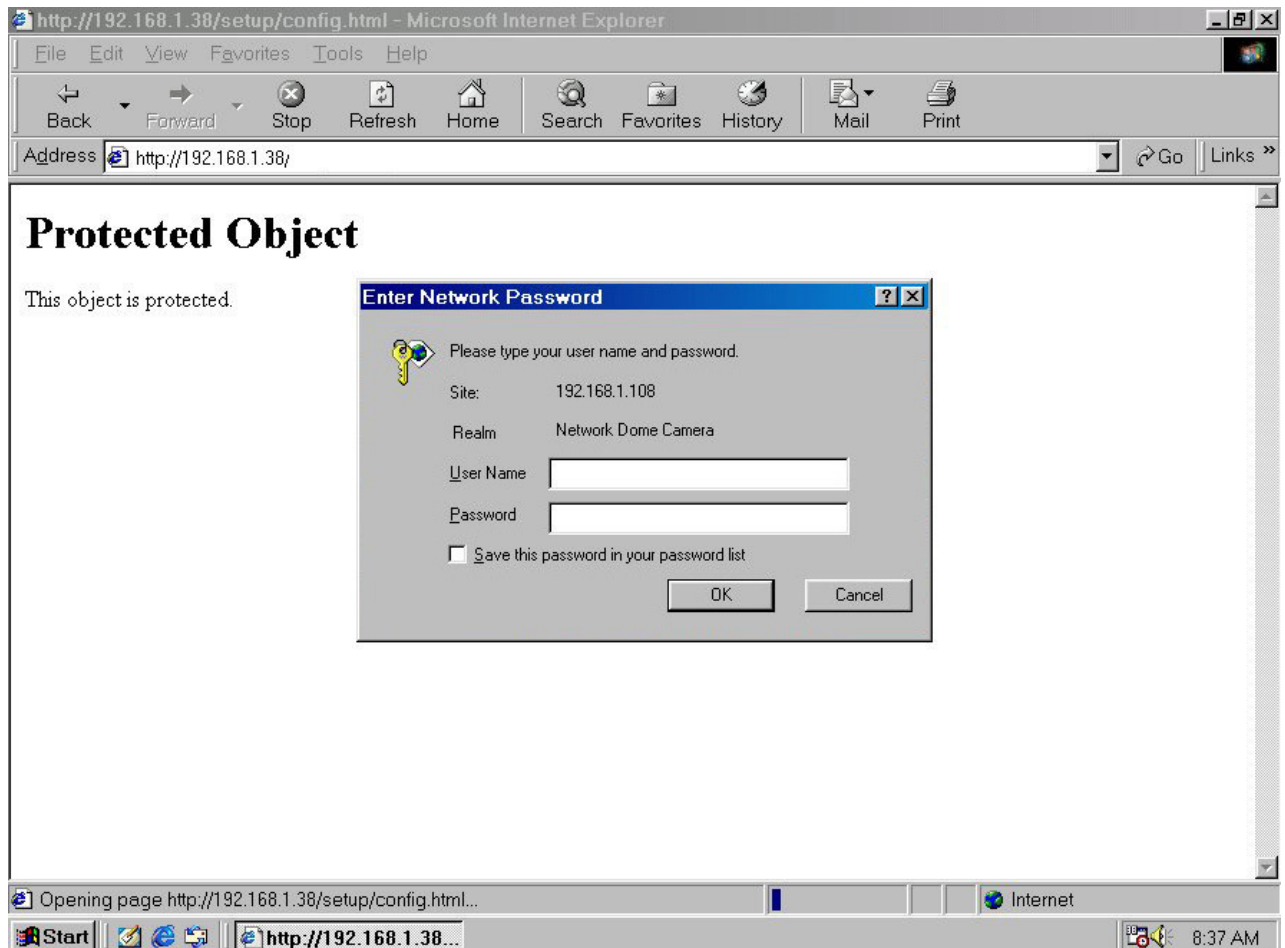 http://192.168.1.38/setup/config.html - Microsoft Internet Explorer
File Edit View Favorites Tools Help
Back Forward Stop Refresh Home Search Favorites History Mail Print
Address http://192.168.1.38/ Go Links »
Protected Object
This object is protected.
Enter Network Password
Please type your user name and password.
Site: 192.168.1.108
Realm Network Dome Camera
User Name
Password
Save this password in your password list
OK Cancel
Opening page http://192.168.1.38/setup/config.html... Internet
Start http://192.168.1.38... 8:37 AM